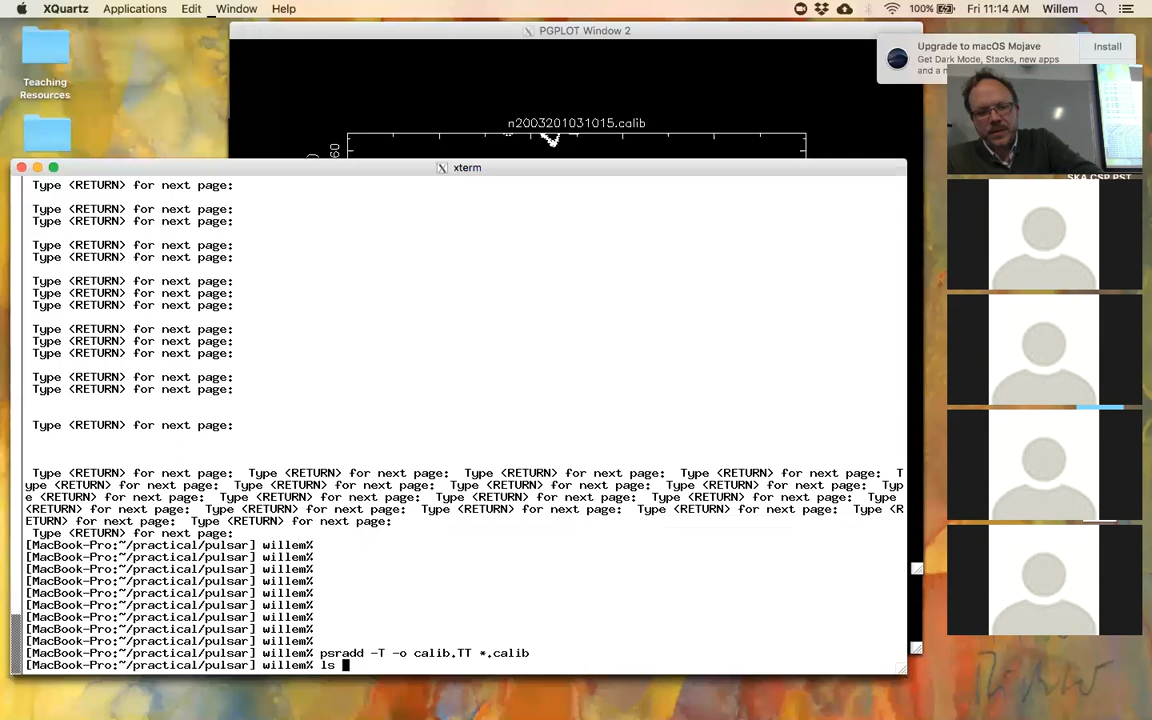 XQuartz Applications Edit Window Help 100% Fri 11:14 AM Willem
Teaching
Resources
PGPLOT Window 2
Upgrade to macOS Mojave
Get Dark Mode, Stacks, new apps
and a
Install
n2003201031015.calib
60
SKA CSP PST
xterm
Type <RETURN> for next page:
Type <RETURN> for next page:
Type <RETURN> for next page:
Type <RETURN> for next page:
Type <RETURN> for next page:
Type <RETURN> for next page:
Type <RETURN> for next page:
Type <RETURN> for next page:
Type <RETURN> for next page:
Type <RETURN> for next page:
Type <RETURN> for next page:
Type <RETURN> for next page:
Type <RETURN> for next page:
Type <RETURN> for next page:
Type <RETURN> for next page:  Type <RETURN> for next page:  Type <RETURN> for next page:  Type <RETURN> for next page:  T
ype <RETURN> for next page:  Type <RETURN> for next page:  Type <RETURN> for next page:  Type <RETURN> for next page:  Typ
e <RETURN> for next page:  Type <RETURN> for next page:  Type <RETURN> for next page:  Type <RETURN> for next page:  Type
<RETURN> for next page:  Type <RETURN> for next page:  Type <RETURN> for next page:  Type <RETURN> for next page:  Type <R
ETURN> for next page:  Type <RETURN> for next page:
Type <RETURN> for next page:
[MacBook-Pro:~/practical/pulsar] willem%
[MacBook-Pro:~/practical/pulsar] willem%
[MacBook-Pro:~/practical/pulsar] willem%
[MacBook-Pro:~/practical/pulsar] willem%
[MacBook-Pro:~/practical/pulsar] willem%
[MacBook-Pro:~/practical/pulsar] willem%
[MacBook-Pro:~/practical/pulsar] willem%
[MacBook-Pro:~/practical/pulsar] willem%
[MacBook-Pro:~/practical/pulsar] willem%
[MacBook-Pro:~/practical/pulsar] willem% psradd -T -o calib.TT *.calib
[MacBook-Pro:~/practical/pulsar] willem% ls